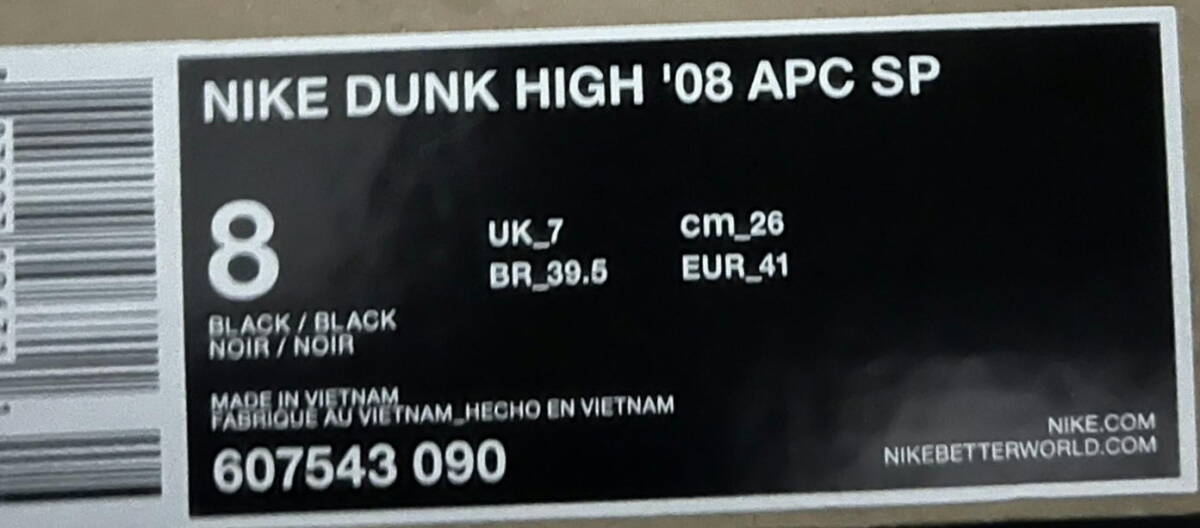 NIKE DUNK HIGH '08 APC SP
8
UK_7 cm_26
BR_39.5 EUR_41
BLACK / BLACK
NOIR / NOIR
MADE IN VIETNAM
FABRIQUÉ AU VIETNAM_HECHO EN VIETNAM
607543 090
NIKE.COM
NIKEBETTERWORLD.COM